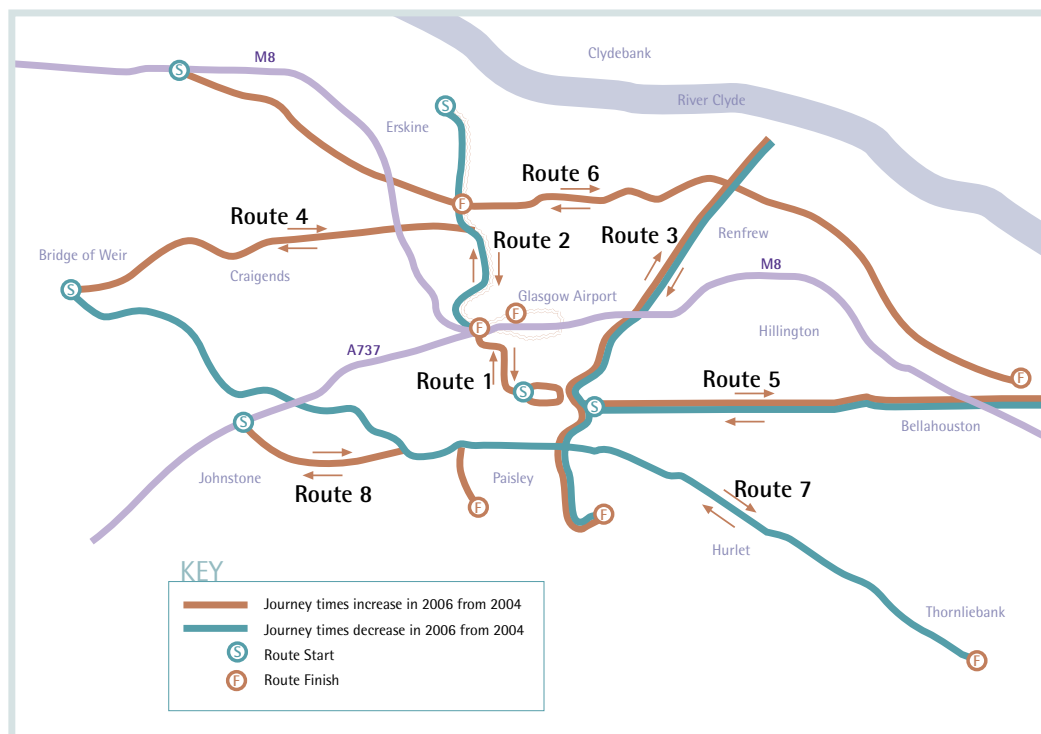 Clydebank
M8
S
River Clyde
S
Erskine
Route 6
F
Route 4
Route 2
Route 3
Renfrew
Bridge of Weir
Craigends
M8
S
Glasgow Airport
F
F
Hillington
A737
Route 1
Route 5
F
S
S
S
Bellahouston
Johnstone
Paisley
Route 8
Route 7
F
F
Hurlet
KEY
Journey times increase in 2006 from 2004
Journey times decrease in 2006 from 2004
S Route Start
F Route Finish
Thornliebank
F